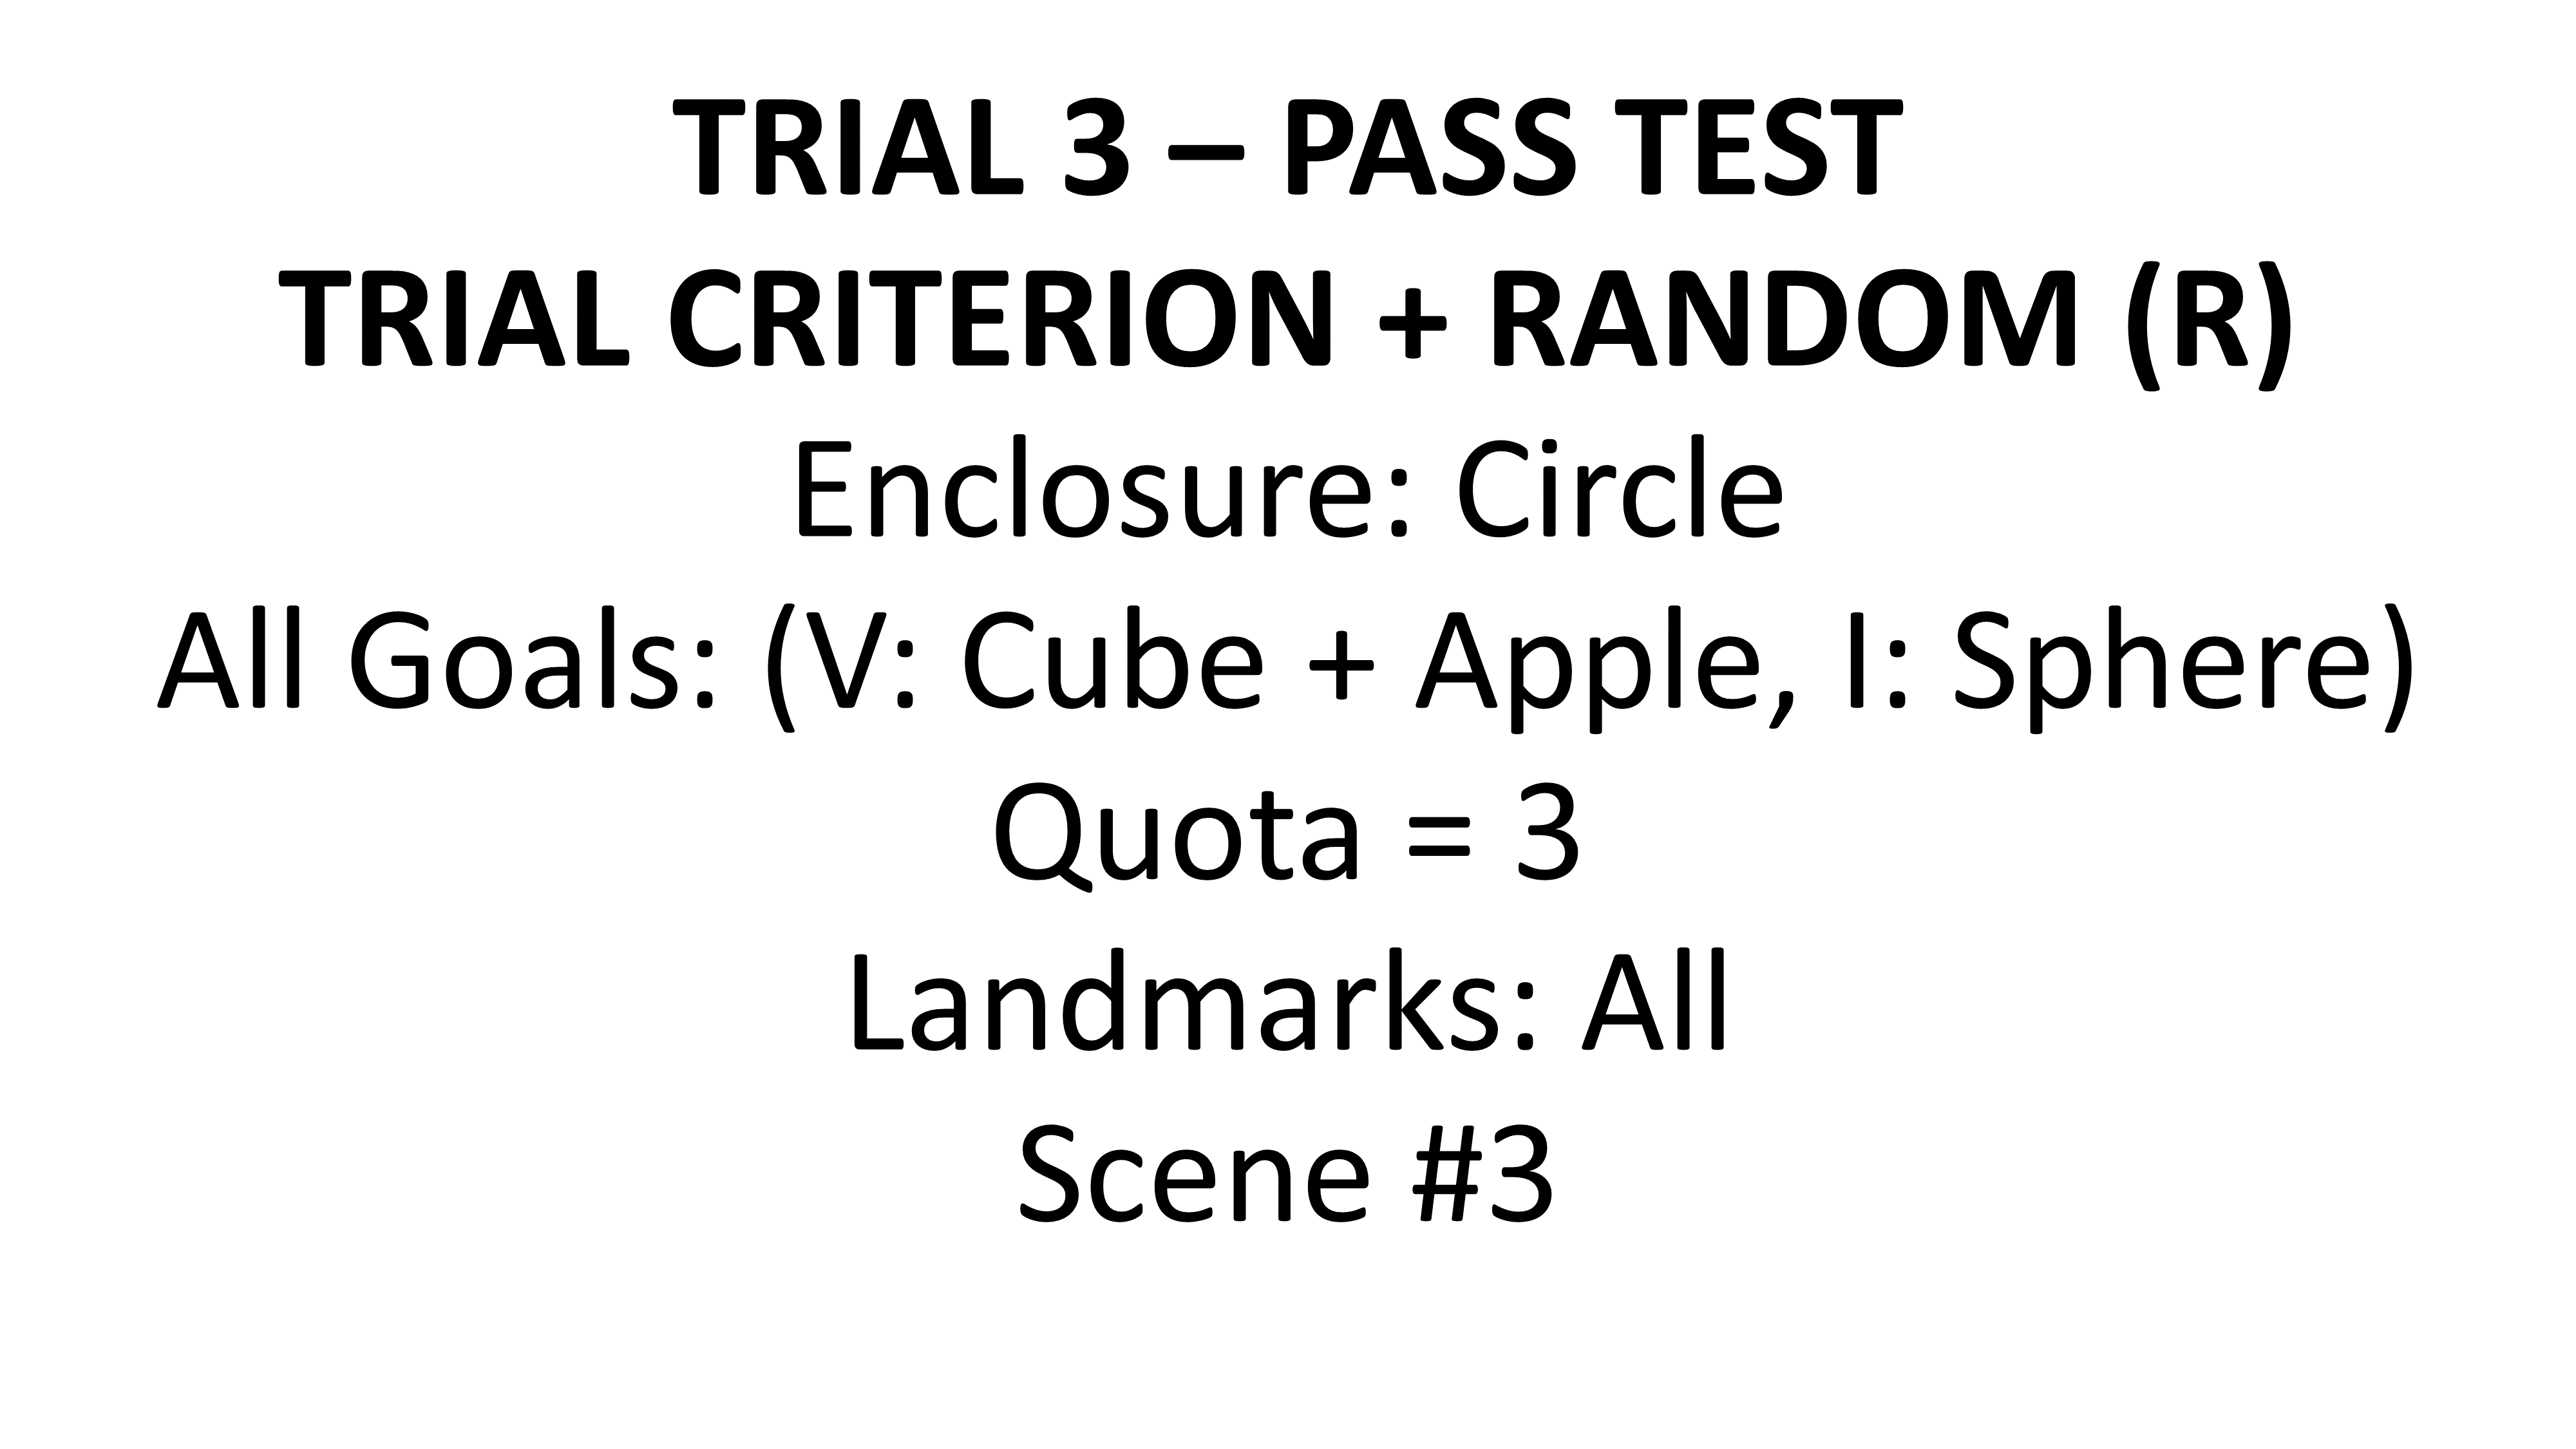 TRIAL 3 – PASS TEST
TRIAL CRITERION + RANDOM (R)
Enclosure: Circle
All Goals: (V: Cube + Apple, I: Sphere)
Quota = 3
Landmarks: All
Scene #3